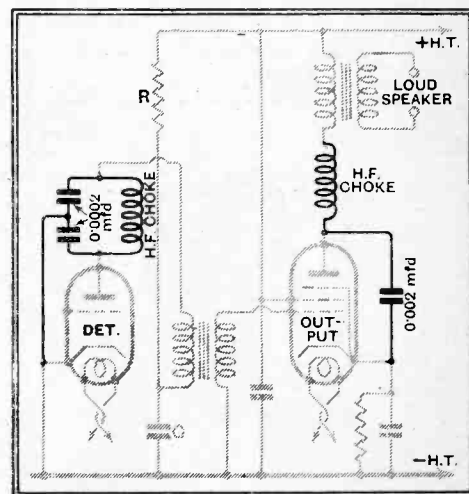 +H.T.
LOUD
SPEAKER
R
H.F.
CHOKE
0·0002
mfd
H.F. CHOKE
0·002 mfd
DET.
OUT-
PUT
C
-H.T.